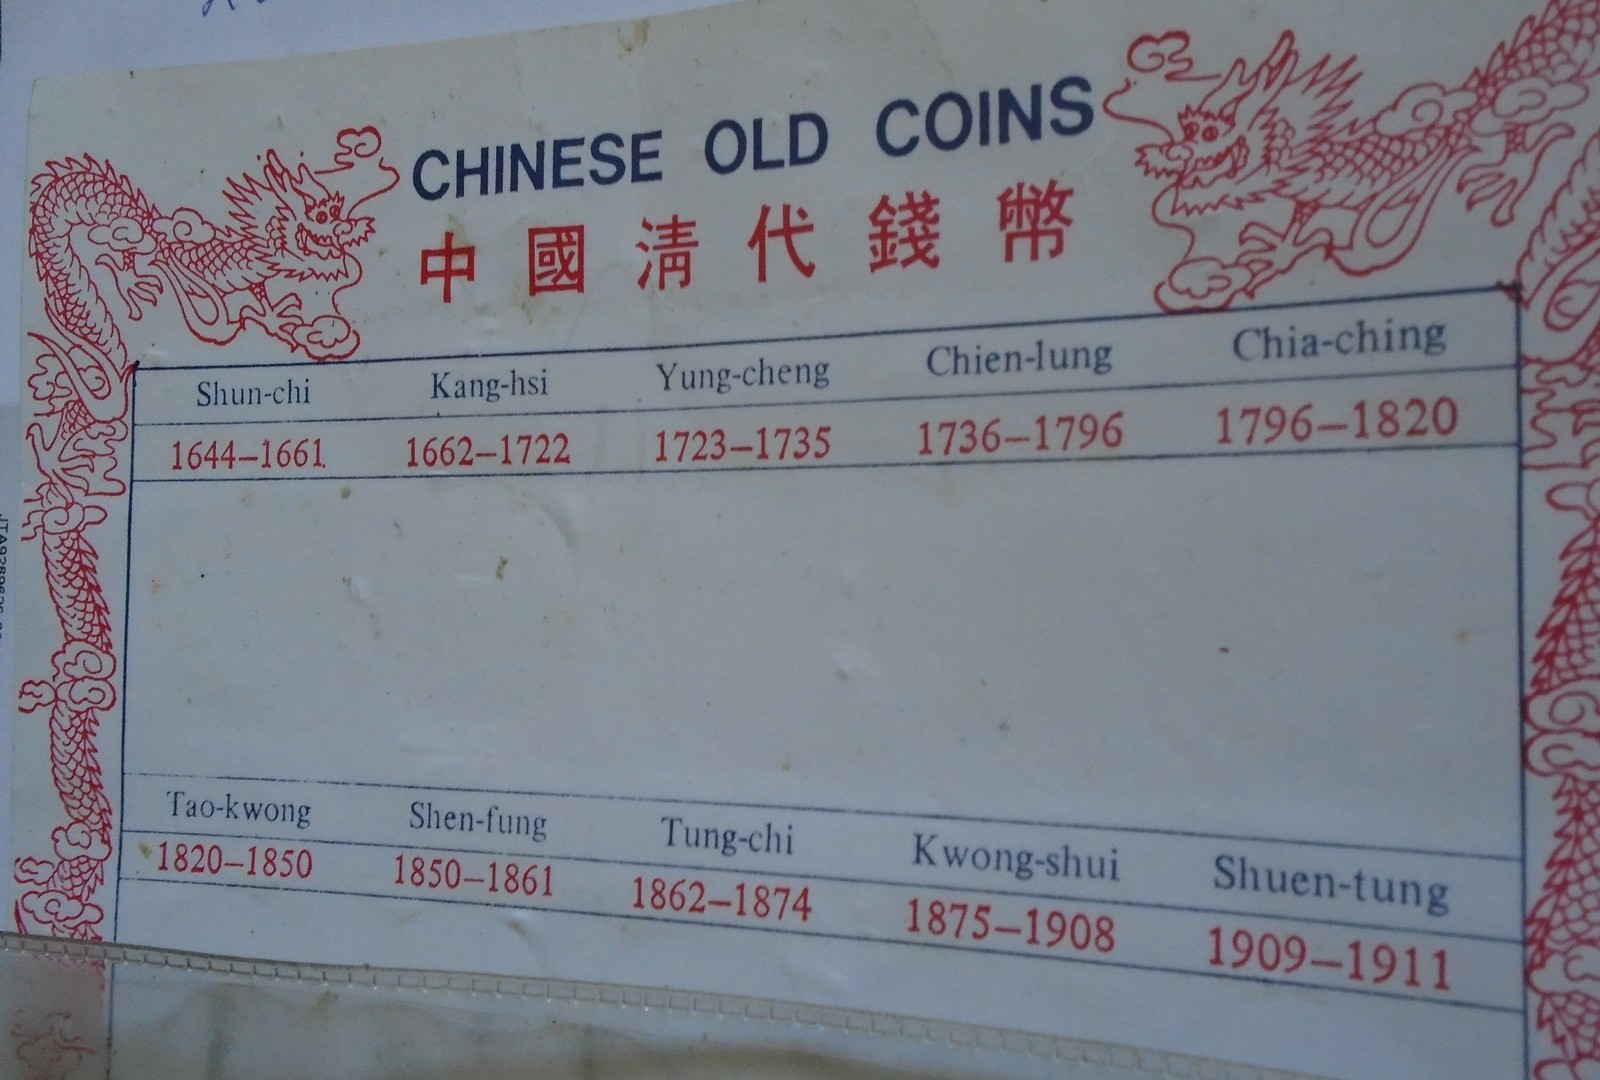 CHINESE OLD COINS
中國清代錢幣
Shun-chi Kang-hsi Yung-cheng Chien-lung Chia-ching
1644–1661 1662–1722 1723–1735 1736–1796 1796–1820
Tao-kwong Shen-fung Tung-chi Kwong-shui Shuen-tung
1820–1850 1850–1861 1862–1874 1875–1908 1909–1911